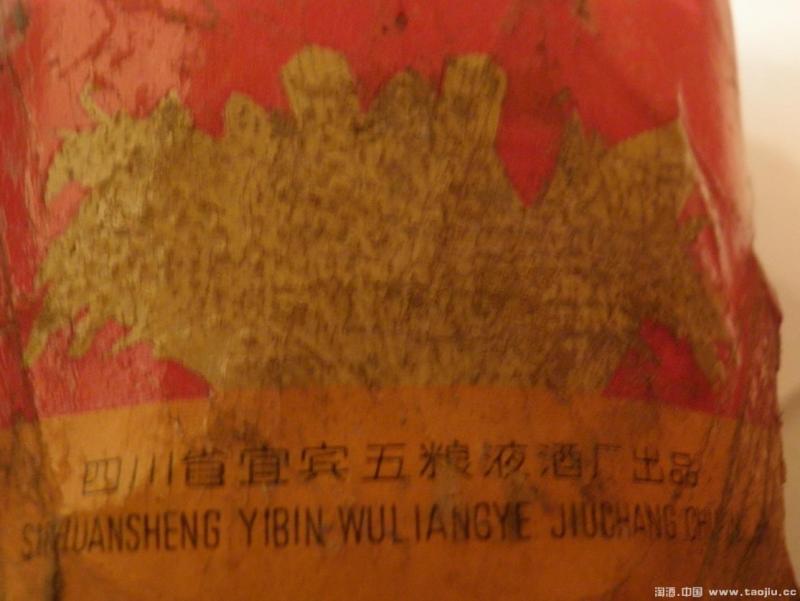 四川省宜宾五粮液酒厂出品
SICHUANSHENG YIBIN WULIANGYE JIUCHANG
淘酒.中国 www.taojiu.cc